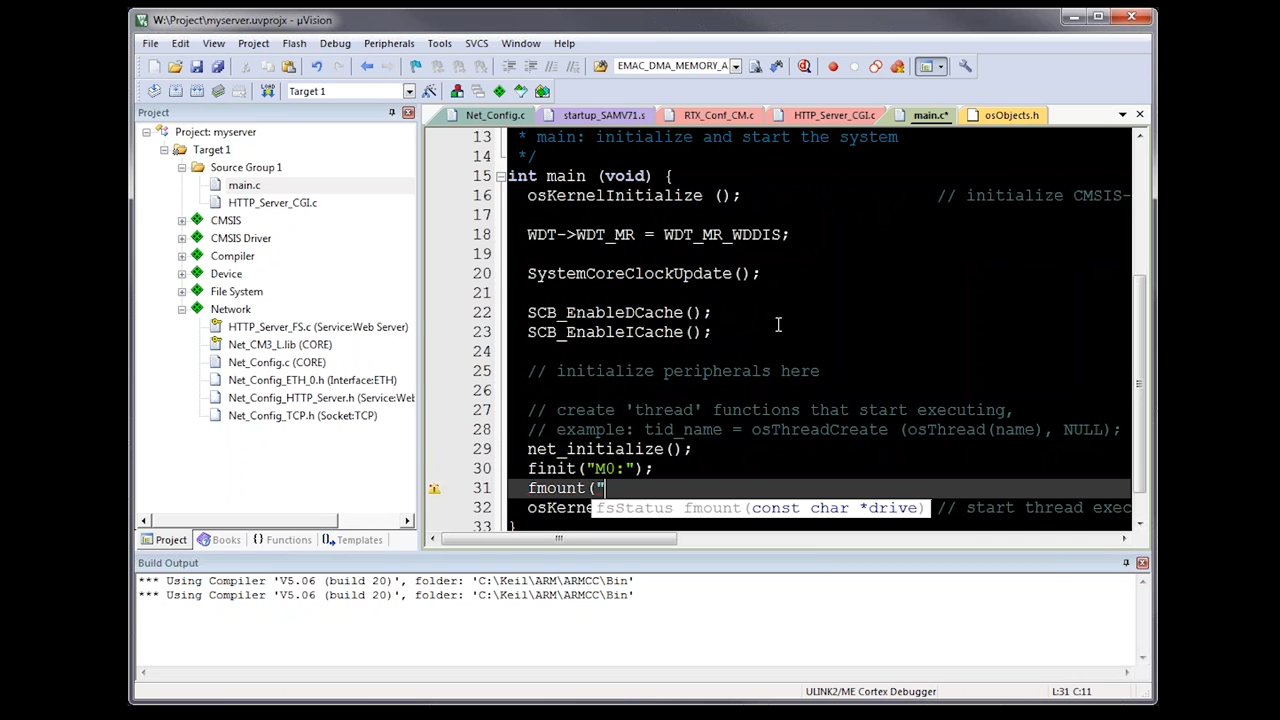 W:\Project\myserver.uvprojx - µVision
File Edit View Project Flash Debug Peripherals Tools SVCS Window Help
EMAC_DMA_MEMORY_A
LOAD
Target 1
Project
Project: myserver
Target 1
Source Group 1
main.c
HTTP_Server_CGI.c
CMSIS
CMSIS Driver
Compiler
Device
File System
Network
HTTP_Server_FS.c (Service:Web Server)
Net_CM3_L.lib (CORE)
Net_Config.c (CORE)
Net_Config_ETH_0.h (Interface:ETH)
Net_Config_HTTP_Server.h (Service:Web
Net_Config_TCP.h (Socket:TCP)
Project Books {} Functions Templates
Net_Config.c startup_SAMV71.s RTX_Conf_CM.c HTTP_Server_CGI.c main.c* osObjects.h
13 * main: initialize and start the system
14 */
15 int main (void) {
16 osKernelInitialize (); // initialize CMSIS-
17
18 WDT->WDT_MR = WDT_MR_WDDIS;
19
20 SystemCoreClockUpdate();
21
22 SCB_EnableDCache();
23 SCB_EnableICache();
24
25 // initialize peripherals here
26
27 // create 'thread' functions that start executing,
28 // example: tid_name = osThreadCreate (osThread(name), NULL);
29 net_initialize();
30 finit("M0:");
31 fmount("
32 osKerne fsStatus fmount(const char *drive) // start thread exec
33 }
Build Output
*** Using Compiler 'V5.06 (build 20)', folder: 'C:\Keil\ARM\ARMCC\Bin'
*** Using Compiler 'V5.06 (build 20)', folder: 'C:\Keil\ARM\ARMCC\Bin'
ULINK2/ME Cortex Debugger L:31 C:11